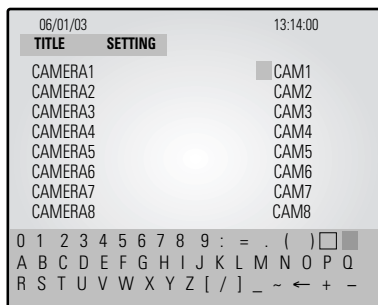 06/01/03 13:14:00
TITLE SETTING
CAMERA1 CAM1
CAMERA2 CAM2
CAMERA3 CAM3
CAMERA4 CAM4
CAMERA5 CAM5
CAMERA6 CAM6
CAMERA7 CAM7
CAMERA8 CAM8
0 1 2 3 4 5 6 7 8 9 : = . ( ) □ ■
A B C D E F G H I J K L M N O P Q
R S T U V W X Y Z [ / ] _ ~ ← + −